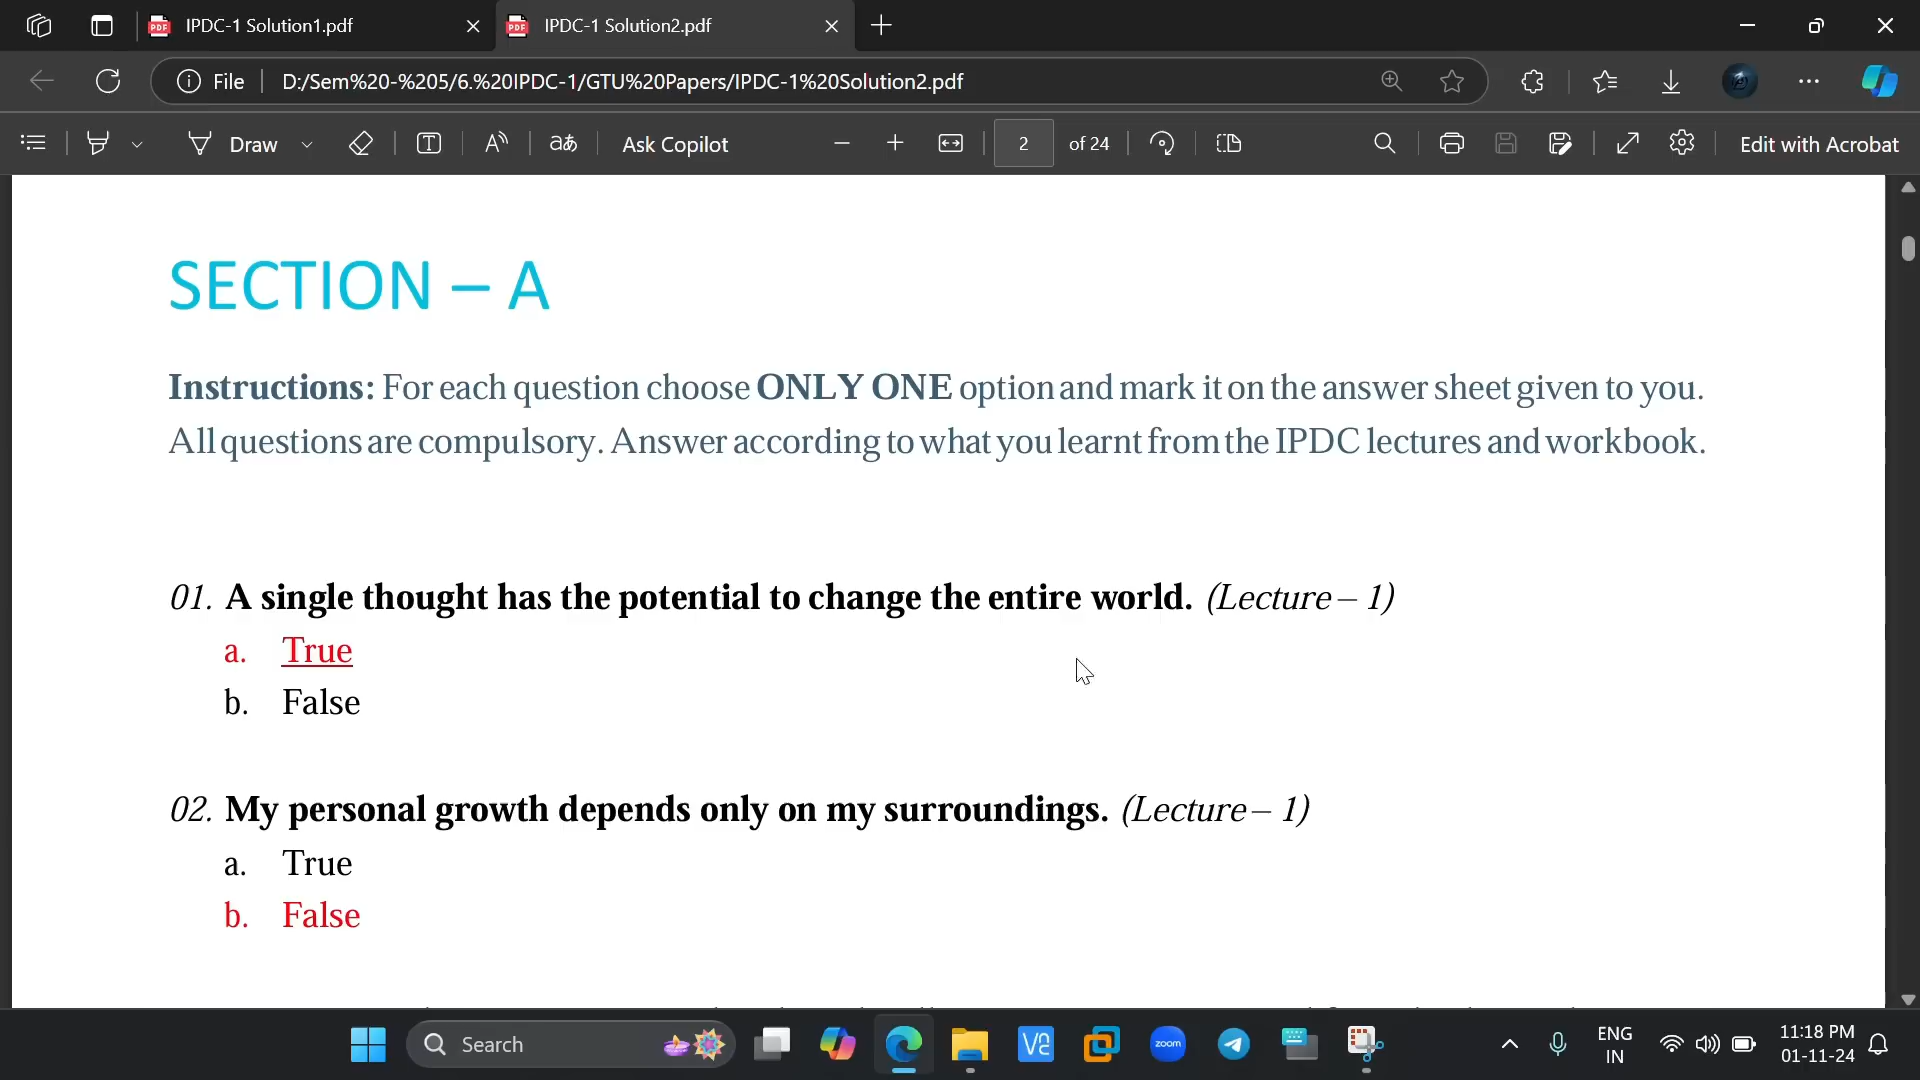 IPDC-1 Solution1.pdf
IPDC-1 Solution2.pdf
File
D:/Sem%20-%205/6.%20IPDC-1/GTU%20Papers/IPDC-1%20Solution2.pdf
Draw
Ask Copilot
2 of 24
Edit with Acrobat
SECTION – A
Instructions: For each question choose ONLY ONE option and mark it on the answer sheet given to you.
All questions are compulsory. Answer according to what you learnt from the IPDC lectures and workbook.
01. A single thought has the potential to change the entire world. (Lecture – 1)
a. True
b. False
02. My personal growth depends only on my surroundings. (Lecture – 1)
a. True
b. False
Search
zoom
ENG
IN
11:18 PM
01-11-24